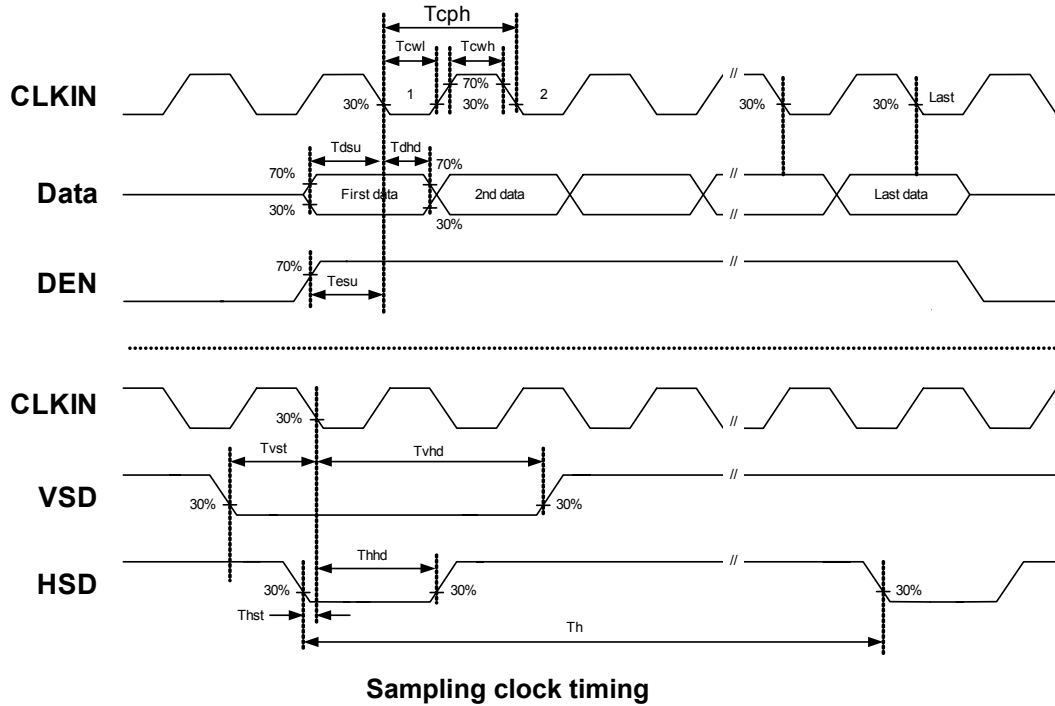 Tcph
Tcwl Tcwh
CLKIN // 70% 30% 1 30% 2 30% 30% Last
Tdsu Tdhd
70% 70%
Data First data 2nd data // // Last data
30% 30%
DEN 70% //
Tesu
CLKIN 30% //
Tvst Tvhd
VSD 30% 30% //
Thhd
HSD 30% 30% // 30%
Thst
Th
Sampling clock timing